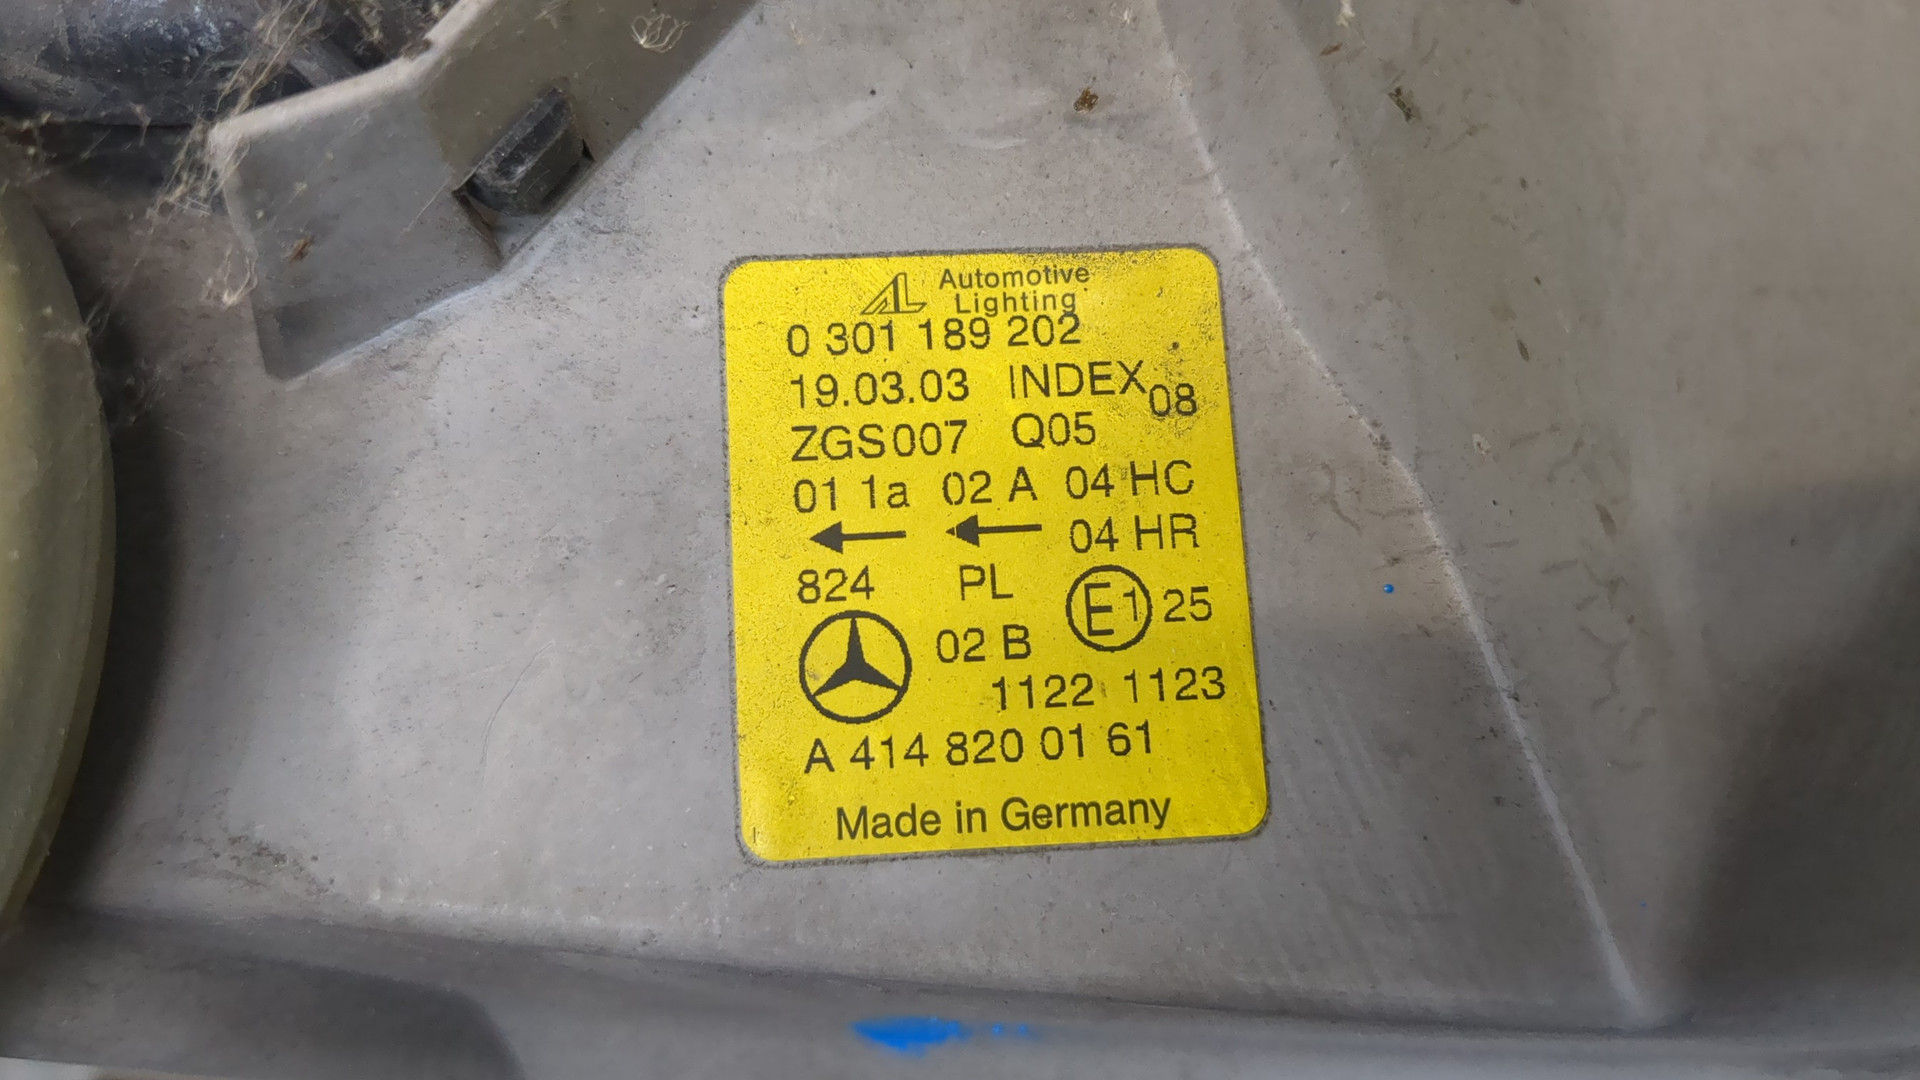 AL Automotive
Lighting
0 301 189 202
19.03.03 INDEX 08
ZGS007 Q05
01 1a 02 A 04 HC
04 HR
824 PL E1 25
02 B
1122 1123
A 414 820 01 61
Made in Germany